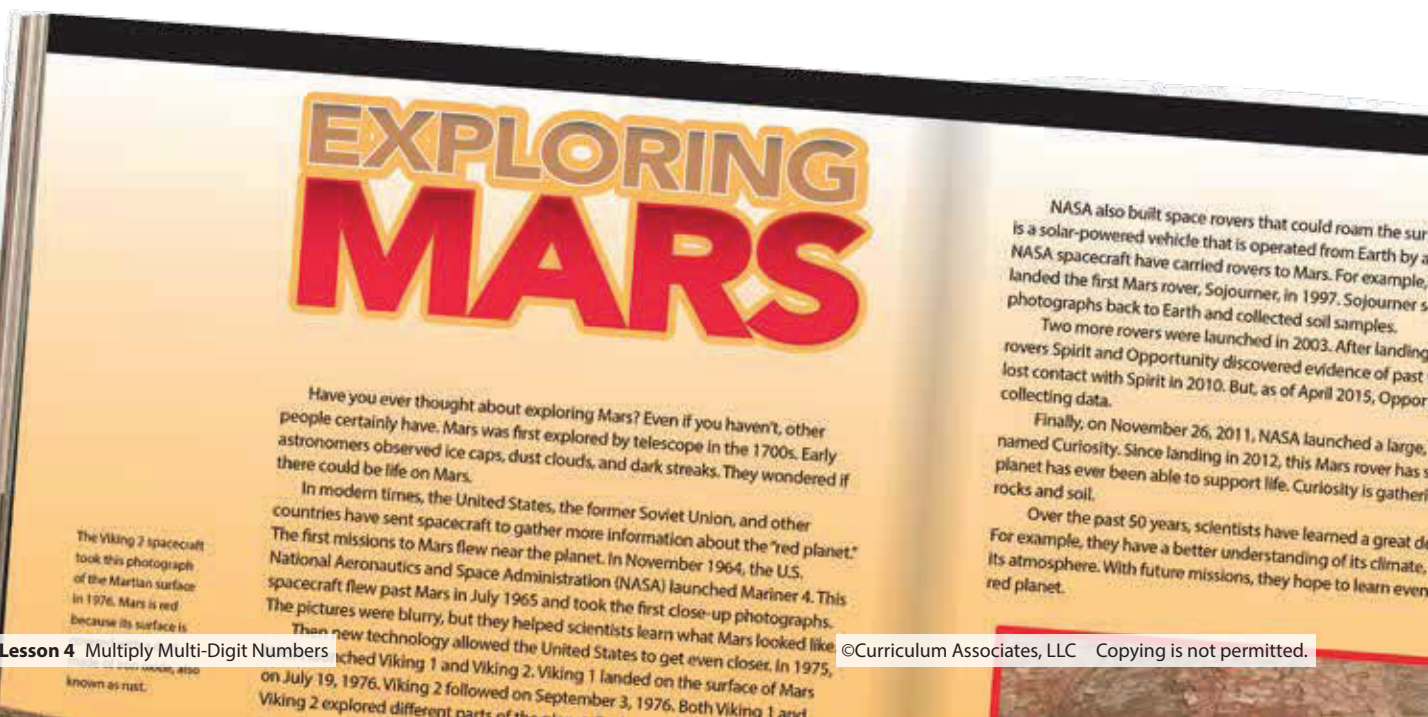 EXPLORING
MARS
Have you ever thought about exploring Mars? Even if you haven't, other
people certainly have. Mars was first explored by telescope in the 1700s. Early
astronomers observed ice caps, dust clouds, and dark streaks. They wondered if
there could be life on Mars.
In modern times, the United States, the former Soviet Union, and other
countries have sent spacecraft to gather more information about the "red planet."
The first missions to Mars flew near the planet. In November 1964, the U.S.
National Aeronautics and Space Administration (NASA) launched Mariner 4. This
spacecraft flew past Mars in July 1965 and took the first close-up photographs.
The pictures were blurry, but they helped scientists learn what Mars looked like.
Then new technology allowed the United States to get even closer. In 1975,
Viking 1 and Viking 2. Viking 1 landed on the surface of Mars
on July 19, 1976. Viking 2 followed on September 3, 1976. Both Viking 1 and
Viking 2 explored different parts of the
The Viking 2 spacecraft
took this photograph
of the Martian surface
in 1976. Mars is red
because its surface is
also
known as rust.
NASA also built space rovers that could roam the sur
is a solar-powered vehicle that is operated from Earth by a
NASA spacecraft have carried rovers to Mars. For example,
landed the first Mars rover, Sojourner, in 1997. Sojourner s
photographs back to Earth and collected soil samples.
Two more rovers were launched in 2003. After landing
rovers Spirit and Opportunity discovered evidence of past
lost contact with Spirit in 2010. But, as of April 2015, Oppor
collecting data.
Finally, on November 26, 2011, NASA launched a large,
named Curiosity. Since landing in 2012, this Mars rover has s
planet has ever been able to support life. Curiosity is gatheri
rocks and soil.
Over the past 50 years, scientists have learned a great de
For example, they have a better understanding of its climate,
its atmosphere. With future missions, they hope to learn even
red planet.
Lesson 4 Multiply Multi-Digit Numbers
©Curriculum Associates, LLC Copying is not permitted.